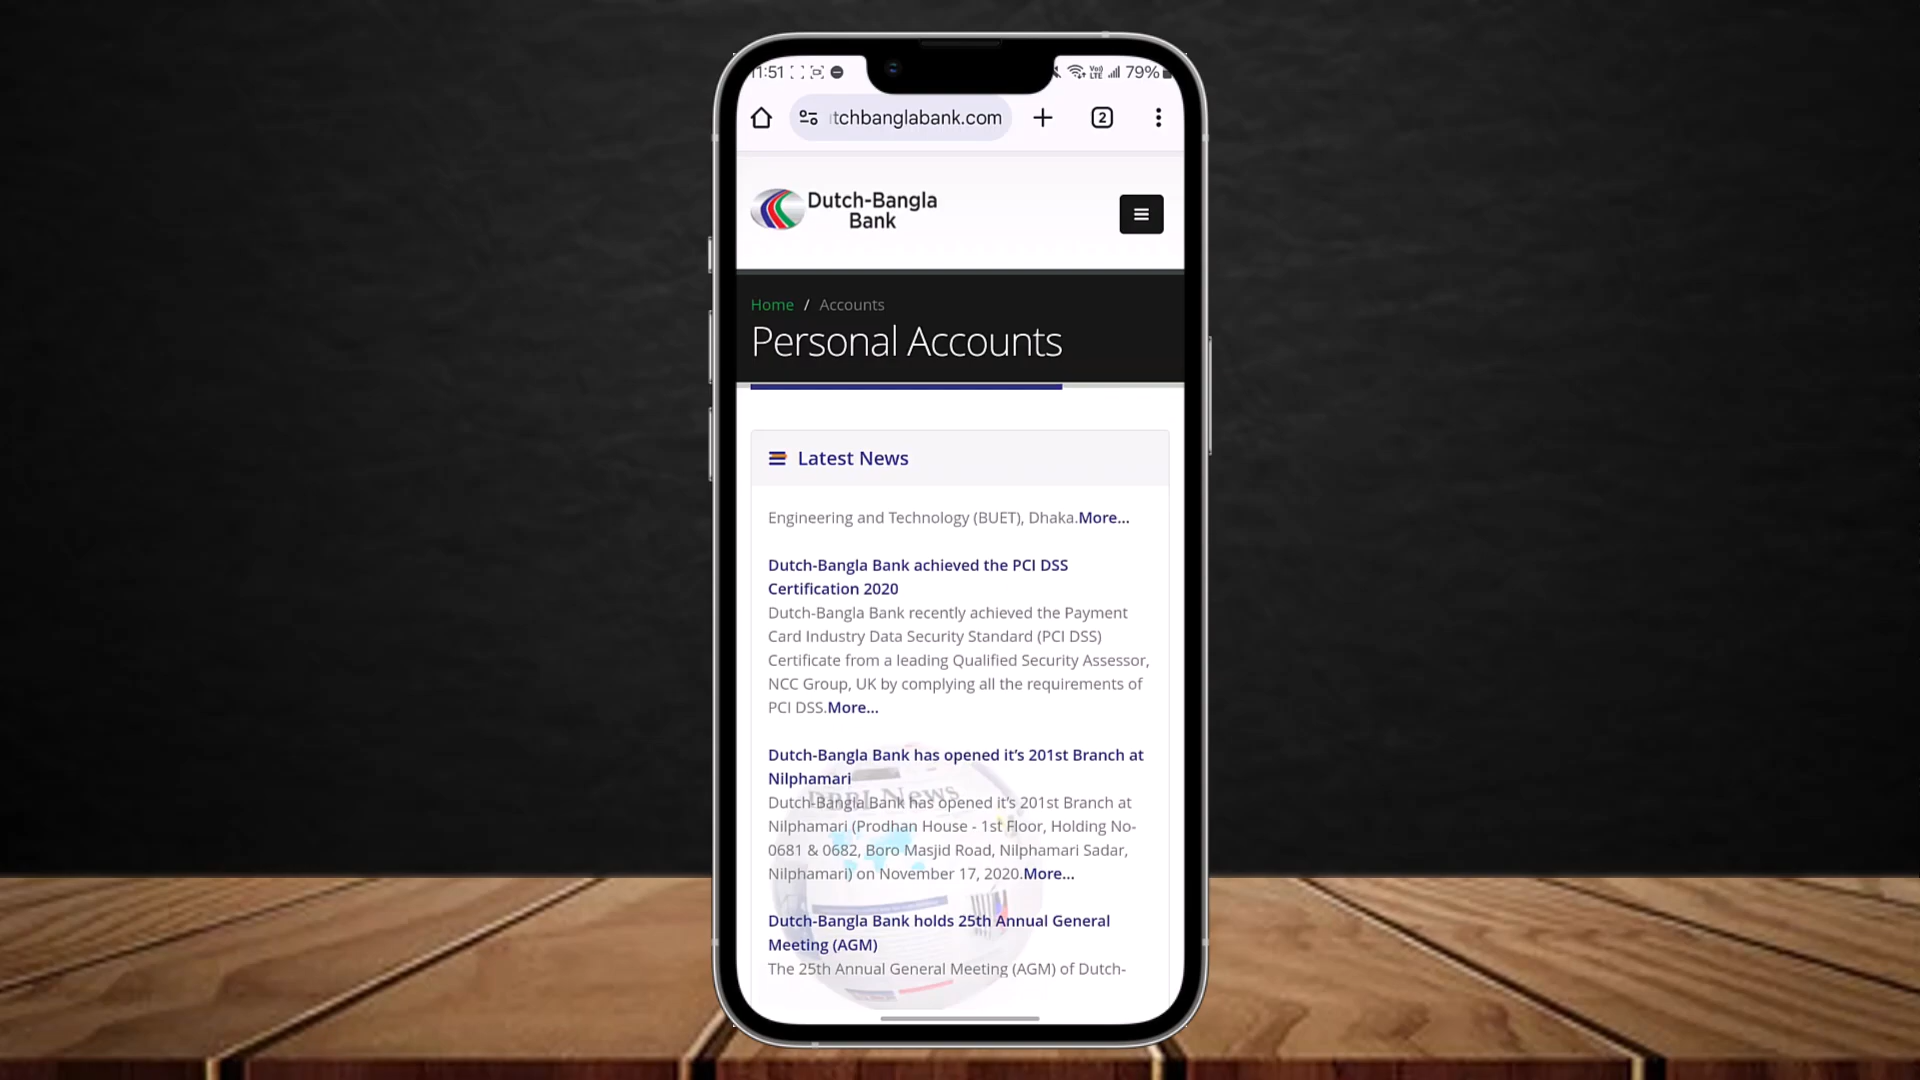 11:51 79%
tchbanglabank.com 2
Dutch-Bangla
Bank
Home / Accounts
Personal Accounts
Latest News
Engineering and Technology (BUET), Dhaka.More...
Dutch-Bangla Bank achieved the PCI DSS
Certification 2020
Dutch-Bangla Bank recently achieved the Payment
Card Industry Data Security Standard (PCI DSS)
Certificate from a leading Qualified Security Assessor,
NCC Group, UK by complying all the requirements of
PCI DSS.More...
Dutch-Bangla Bank has opened it’s 201st Branch at
Nilphamari
DBBL News
Dutch-Bangla Bank has opened it’s 201st Branch at
Nilphamari (Prodhan House - 1st Floor, Holding No-
0681 & 0682, Boro Masjid Road, Nilphamari Sadar,
Nilphamari) on November 17, 2020.More...
Dutch-Bangla Bank holds 25th Annual General
Meeting (AGM)
The 25th Annual General Meeting (AGM) of Dutch-